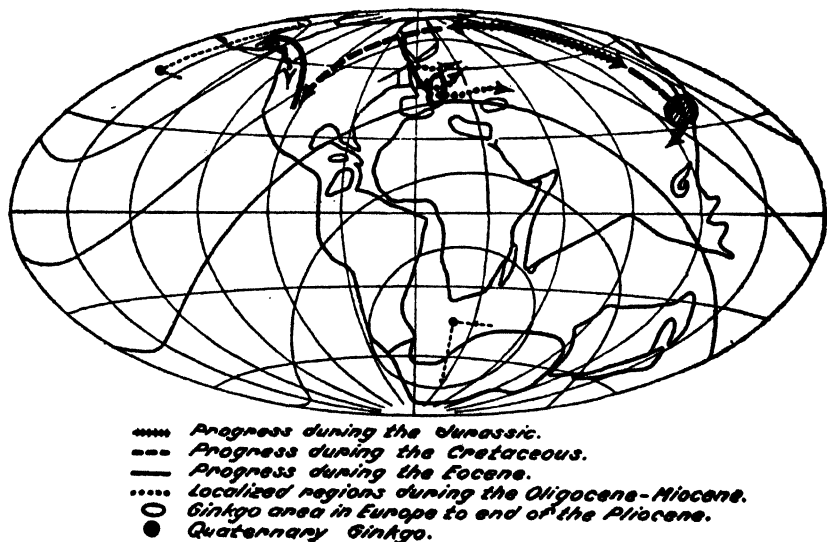 Progress during the Jurassic.
Progress during the Cretaceous.
Progress during the Eocene.
Localized regions during the Oligocene-Miocene.
Ginkgo area in Europe to end of the Pliocene.
Quaternary Ginkgo.